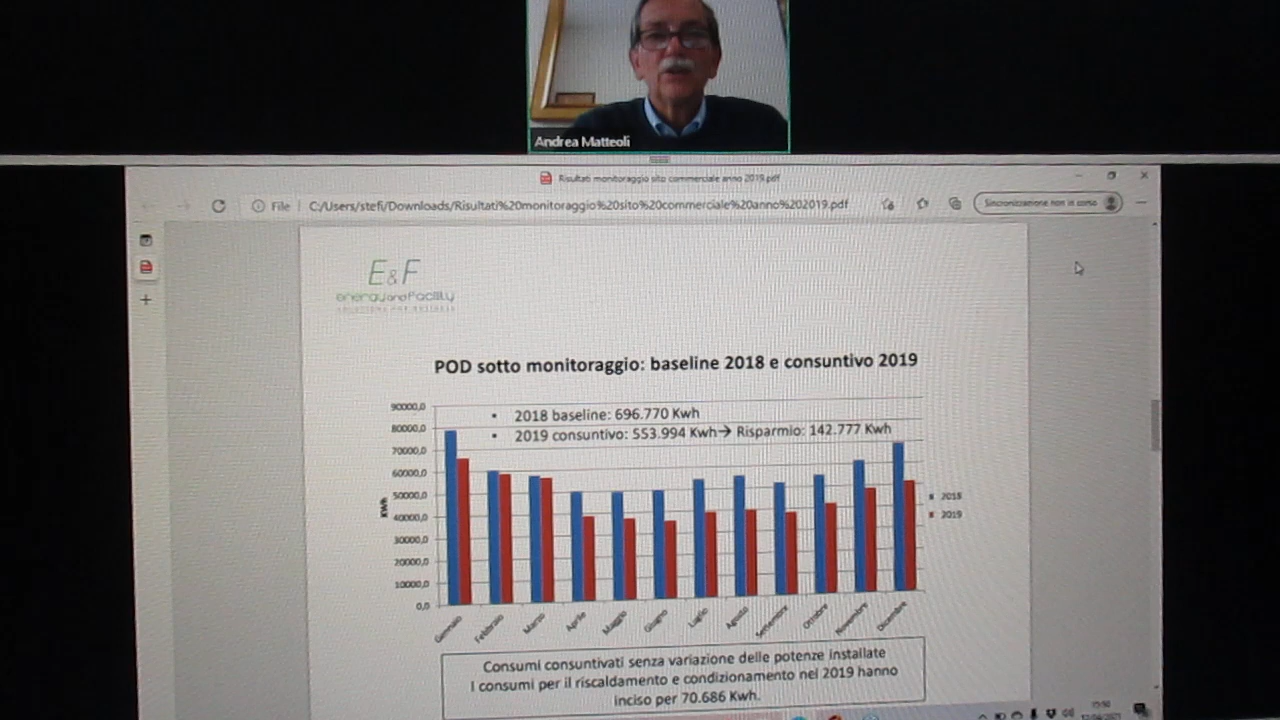 Andrea Matteoli
Risultati monitoraggio sito commerciale anno 2019.pdf
File | C:/Users/stefi/Downloads/Risultati%20monitoraggio%20sito%20commerciale%20anno%202019.pdf
Sincronizzazione non in corso
E&F
energy and facility
POD sotto monitoraggio: baseline 2018 e consuntivo 2019
• 2018 baseline: 696.770 Kwh
• 2019 consuntivo: 553.994 Kwh→ Risparmio: 142.777 Kwh
90000,0
80000,0
70000,0
60000,0
50000,0
40000,0
30000,0
20000,0
10000,0
0,0
KWh
2018
2019
Gennaio
Febbraio
Marzo
Aprile
Maggio
Giugno
Luglio
Agosto
Settembre
Ottobre
Novembre
Dicembre
Consumi consuntivati senza variazione delle potenze installate
I consumi per il riscaldamento e condizionamento nel 2019 hanno
inciso per 70.686 Kwh.